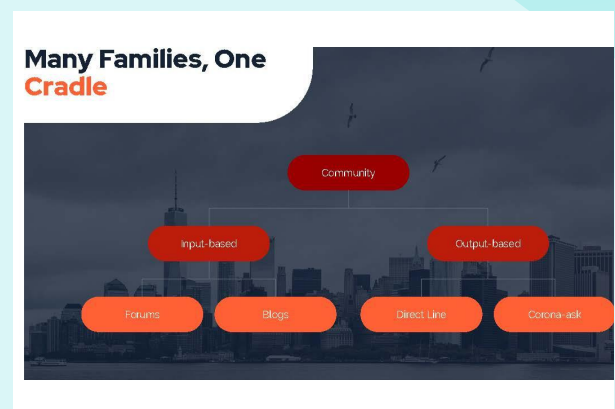 Many Families, One
Cradle
Community
Input-based
Output-based
Forums
Blogs
Direct Line
Corona-ask